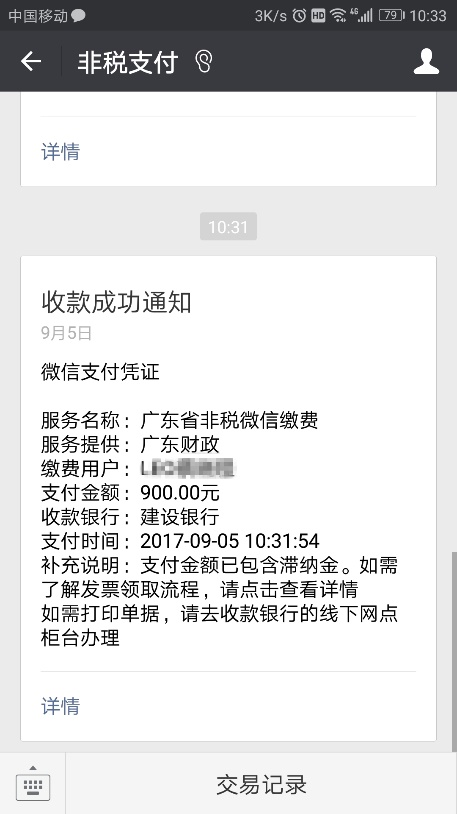 中国移动 3K/s HD 4G 79 10:33
非税支付
详情
10:31
收款成功通知
9月5日
微信支付凭证
服务名称：广东省非税微信缴费
服务提供：广东财政
缴费用户：
支付金额：900.00元
收款银行：建设银行
支付时间：2017-09-05 10:31:54
补充说明：支付金额已包含滞纳金。如需
了解发票领取流程，请点击查看详情
如需打印单据，请去收款银行的线下网点
柜台办理
详情
交易记录